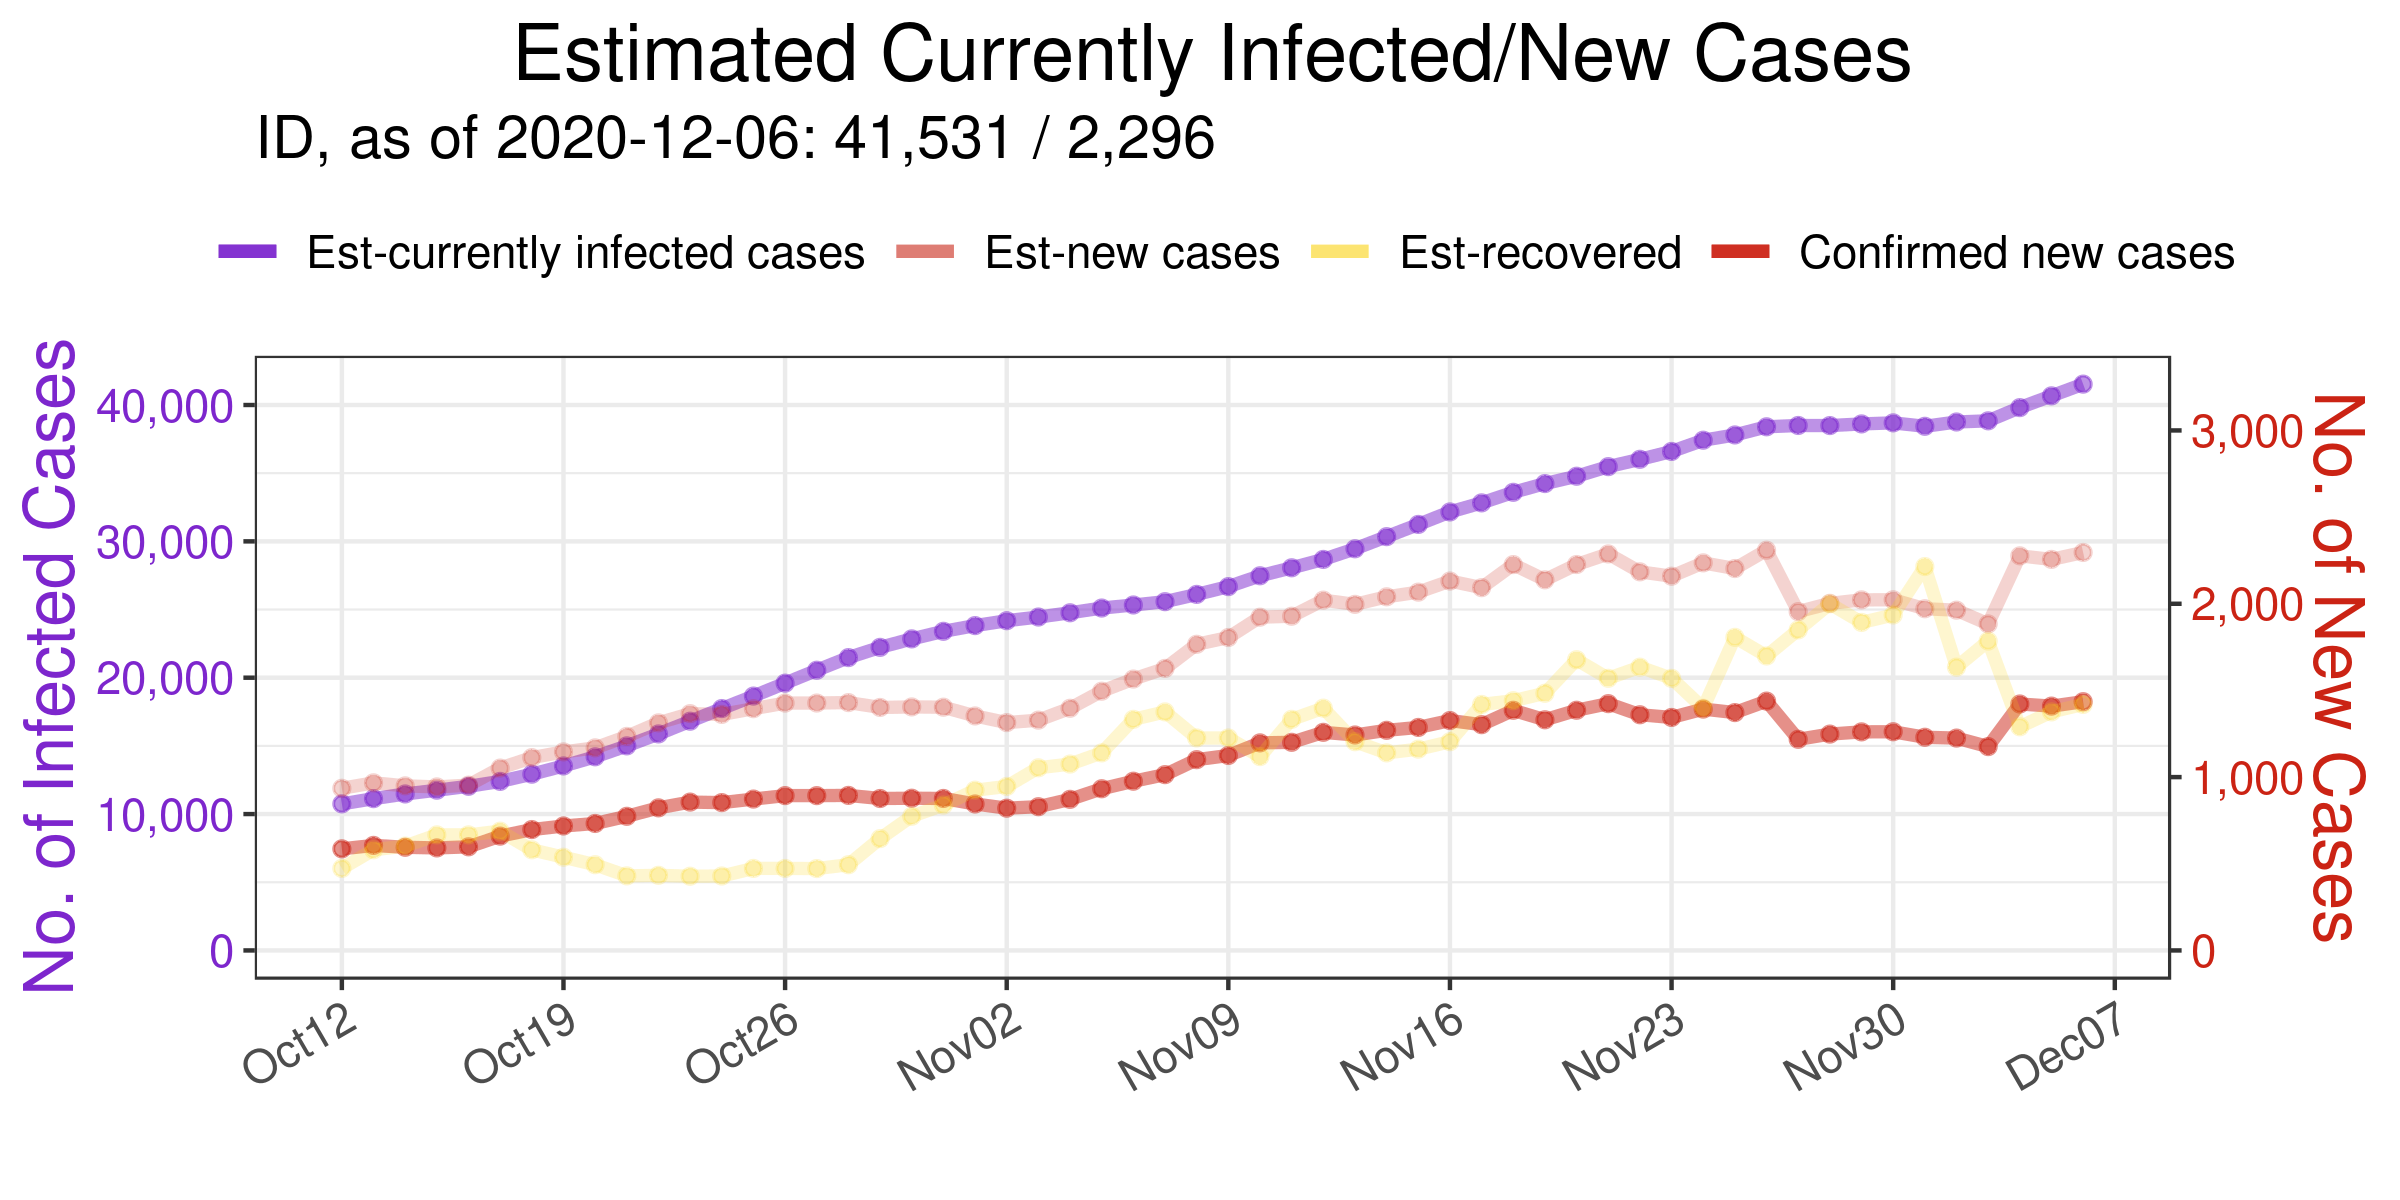 Estimated Currently Infected/New Cases
ID, as of 2020-12-06: 41,531 / 2,296
Est-currently infected cases Est-new cases Est-recovered Confirmed new cases
No. of Infected Cases
40,000
30,000
20,000
10,000
0
3,000
2,000
1,000
0
No. of New Cases
Oct12 Oct19 Oct26 Nov02 Nov09 Nov16 Nov23 Nov30 Dec07